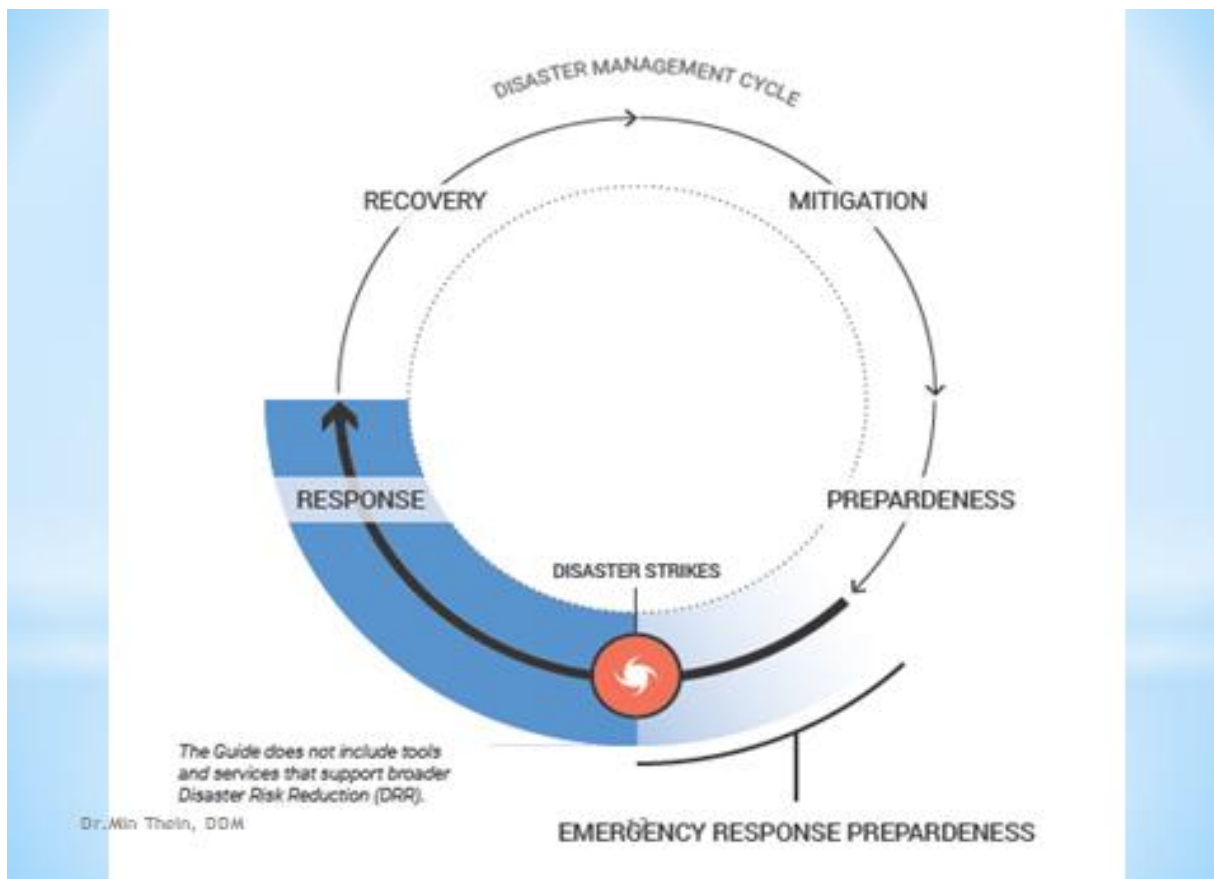 DISASTER MANAGEMENT CYCLE
RECOVERY
MITIGATION
RESPONSE
PREPARDENESS
DISASTER STRIKES
The Guide does not include tools
and services that support broader
Disaster Risk Reduction (DRR).
Dr.Min Thein, DDM
EMERGENCY RESPONSE PREPARDENESS